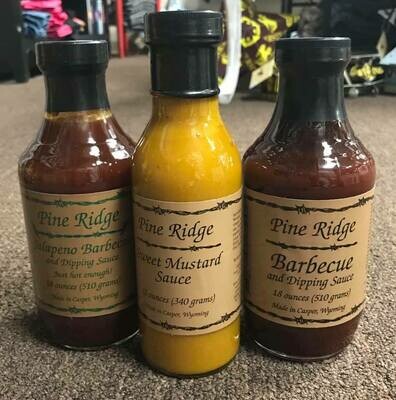 Pine Ridge
Jalapeno Barbecue
and Dipping Sauce
Just hot enough!
18 ounces (510 grams)
Made in Casper, Wyoming
Pine Ridge
Sweet Mustard
Sauce
12 ounces (340 grams)
Made in Casper, Wyoming
Pine Ridge
Barbecue
and Dipping Sauce
18 ounces (510 grams)
Made in Casper, Wyoming